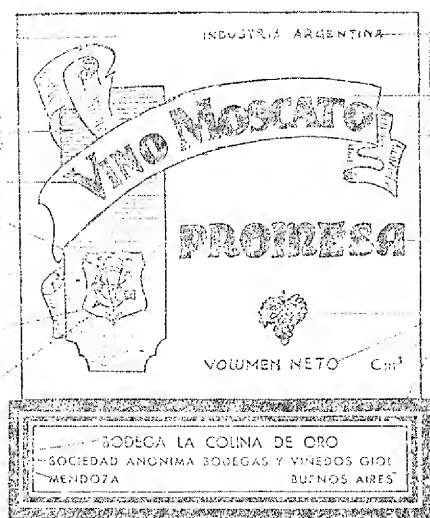 INDUSTRIA ARGENTINA
VINO MOSCATO
PROMESA
VOLUMEN NETO Cm³
BODEGA LA COLINA DE ORO
SOCIEDAD ANONIMA BODEGAS Y VIÑEDOS GIOL
MENDOZA BUENOS AIRES